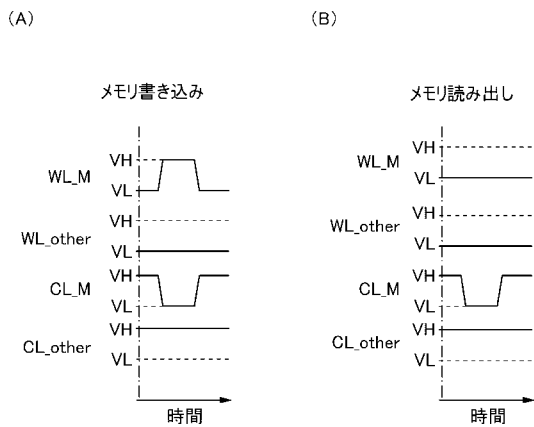 (A)
メモリ書き込み
WL_M
VH
VL
WL_other
VH
VL
CL_M
VH
VL
CL_other
VH
VL
時間
(B)
メモリ読み出し
WL_M
VH
VL
WL_other
VH
VL
CL_M
VH
VL
CL_other
VH
VL
時間